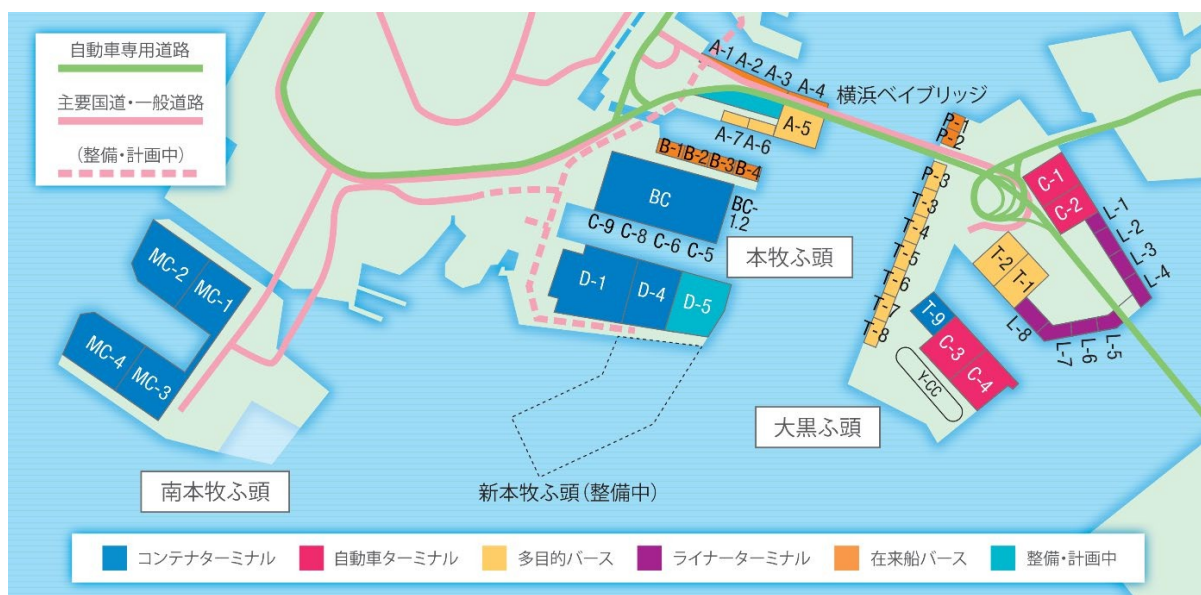 自動車専用道路
主要国道・一般道路
(整備・計画中)
A-1
A-2
A-3
A-4
横浜ベイブリッジ
A-5
A-7
A-6
B-1
B-2
B-3
B-4
BC
BC-
1.2
C-9
C-8
C-6
C-5
本牧ふ頭
D-1
D-4
D-5
MC-2
MC-1
MC-4
MC-3
南本牧ふ頭
新本牧ふ頭(整備中)
P-1
P-2
P-3
T-3
T-4
T-5
T-6
T-7
T-8
C-1
C-2
L-1
L-2
L-3
L-4
T-2
T-1
L-8
L-7
L-6
L-5
T-9
C-3
C-4
Y-CC
大黒ふ頭
コンテナターミナル
自動車ターミナル
多目的バース
ライナーターミナル
在来船バース
整備・計画中